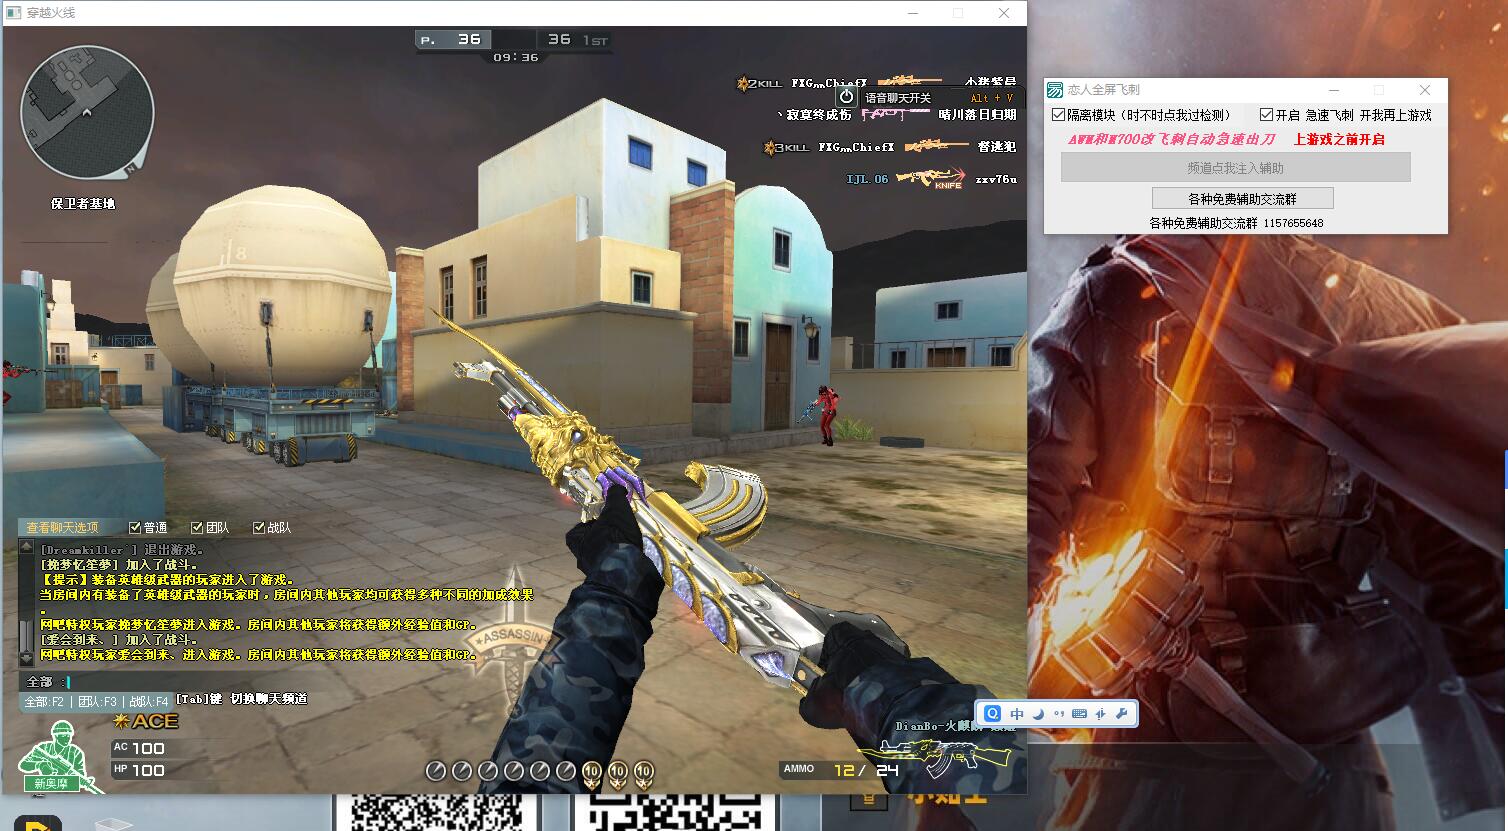 穿越火线
P. 36 36 1ST
09:36
2KILL FXGmnChiefX
语音聊天开关 Alt + V
丶寂寞终成伤 晴川落日归期
3KILL FXGmnChiefX 督逃犯
IJL.06 KNIFE zxv76u
保卫者基地
8
恋人全屏飞刺
隔离模块（时不时点我过检测） 开启 急速飞刺 开我再上游戏
AWM和M700改飞刺自动急速出刀 上游戏之前开启
频道点我注入辅助
各种免费辅助交流群
各种免费辅助交流群 1157655648
查看聊天选项 普通 团队 战队
[Dreamkiller`] 退出游戏。
[挽梦忆笙夢] 加入了战斗。
【提示】装备英雄级武器的玩家进入了游戏。
当房间内有装备了英雄级武器的玩家时，房间内其他玩家均可获得多种不同的加成效果
。
网吧特权玩家挽梦忆笙夢进入游戏。房间内其他玩家将获得额外经验值和GP。
[爱会到来、] 加入了战斗。
网吧特权玩家爱会到来、进入游戏。房间内其他玩家将获得额外经验值和GP。
ASSASSIN
全部 :
全部:F2 | 团队:F3 | 战队:F4 [Tab]键 切换聊天频道
ACE
AC 100
HP 100
新奥摩
10 10 10
中
DianBo-火麒麟
AMMO 12 / 24